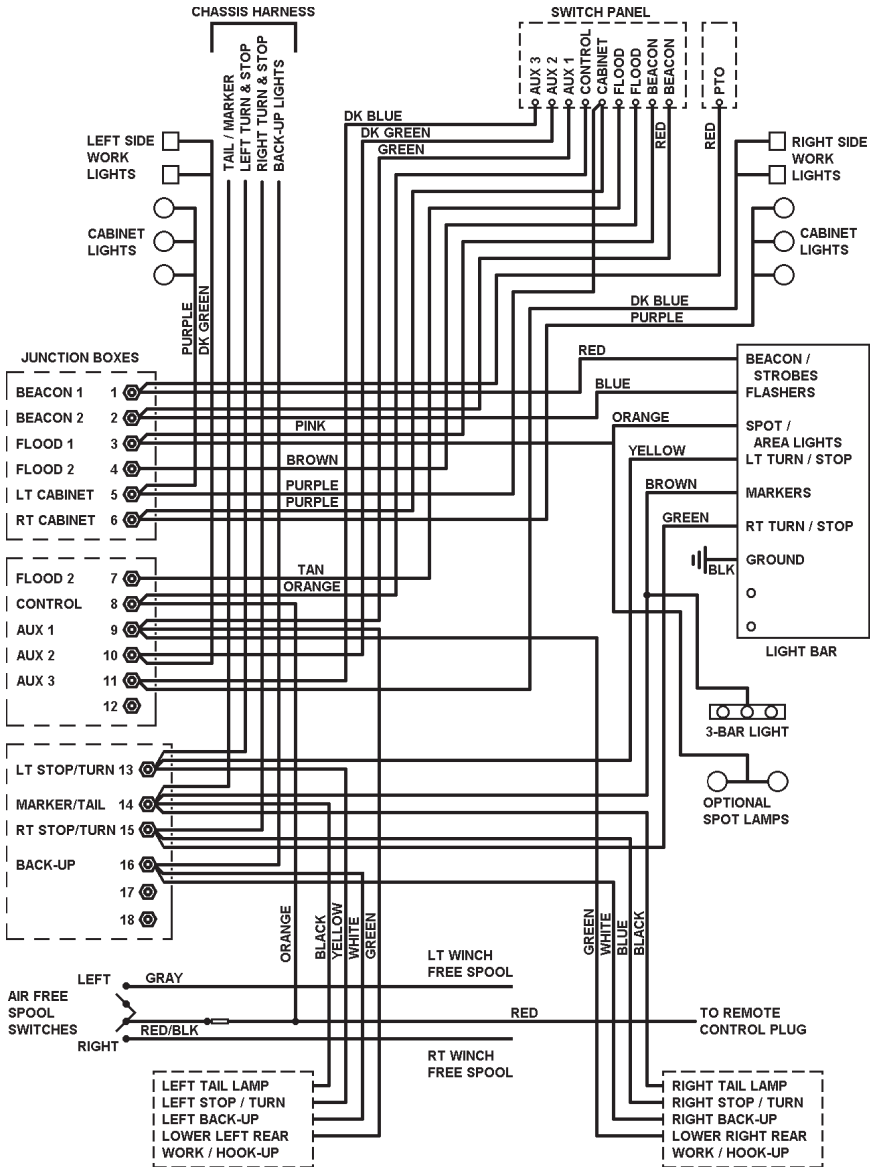 CHASSIS HARNESS
TAIL / MARKER
LEFT TURN & STOP
RIGHT TURN & STOP
BACK-UP LIGHTS
SWITCH PANEL
AUX 3
AUX 2
AUX 1
CONTROL
CABINET
FLOOD
FLOOD
BEACON
BEACON
PTO
RED
RED
DK BLUE
DK GREEN
GREEN
LEFT SIDE
WORK
LIGHTS
CABINET
LIGHTS
PURPLE
DK GREEN
RIGHT SIDE
WORK
LIGHTS
CABINET
LIGHTS
DK BLUE
PURPLE
JUNCTION BOXES
BEACON 1 1
BEACON 2 2
FLOOD 1 3
FLOOD 2 4
LT CABINET 5
RT CABINET 6
PINK
BROWN
PURPLE
PURPLE
RED
BLUE
ORANGE
YELLOW
BROWN
GREEN
BLK
BEACON /
STROBES
FLASHERS
SPOT /
AREA LIGHTS
LT TURN / STOP
MARKERS
RT TURN / STOP
GROUND
LIGHT BAR
FLOOD 2 7
CONTROL 8
AUX 1 9
AUX 2 10
AUX 3 11
12
TAN
ORANGE
3-BAR LIGHT
OPTIONAL
SPOT LAMPS
LT STOP/TURN 13
MARKER/TAIL 14
RT STOP/TURN 15
BACK-UP 16
17
18
ORANGE
BLACK
YELLOW
WHITE
GREEN
GREEN
WHITE
BLUE
BLACK
AIR FREE
SPOOL
SWITCHES
LEFT
GRAY
RED/BLK
RIGHT
LT WINCH
FREE SPOOL
RED
RT WINCH
FREE SPOOL
TO REMOTE
CONTROL PLUG
LEFT TAIL LAMP
LEFT STOP / TURN
LEFT BACK-UP
LOWER LEFT REAR
WORK / HOOK-UP
RIGHT TAIL LAMP
RIGHT STOP / TURN
RIGHT BACK-UP
LOWER RIGHT REAR
WORK / HOOK-UP